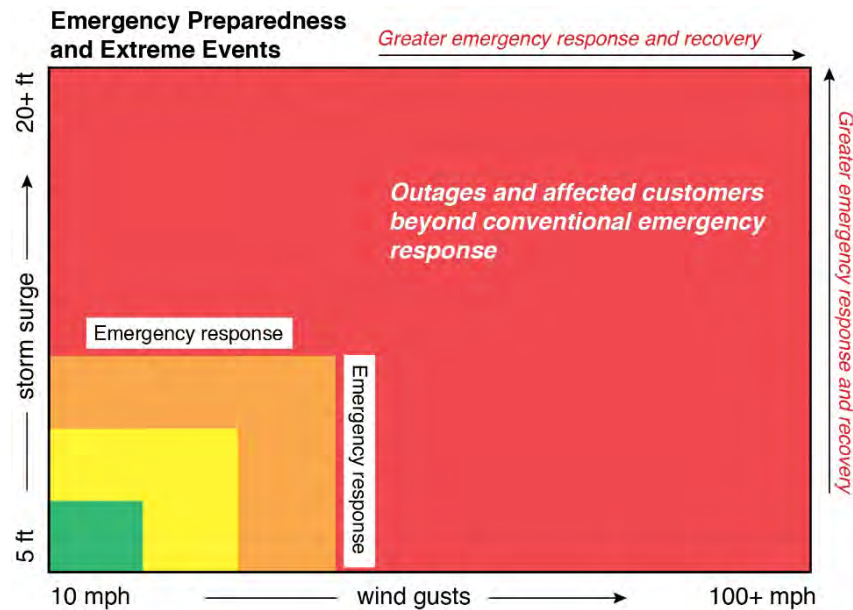 Emergency Preparedness
and Extreme Events
Greater emergency response and recovery
20+ ft
storm surge
5 ft
Outages and affected customers
beyond conventional emergency
response
Emergency response
Emergency response
Greater emergency response and recovery
10 mph
wind gusts
100+ mph